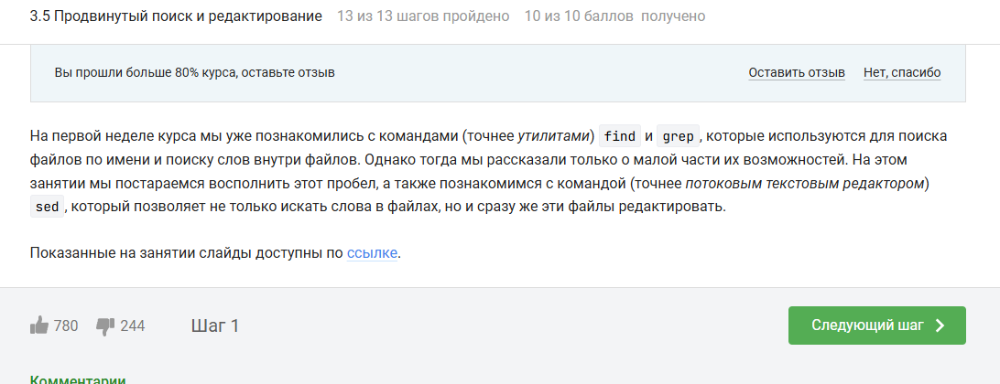 3.5 Продвинутый поиск и редактирование 13 из 13 шагов пройдено 10 из 10 баллов получено
Вы прошли больше 80% курса, оставьте отзыв Оставить отзыв Нет, спасибо
На первой неделе курса мы уже познакомились с командами (точнее утилитами) find и grep, которые используются для поиска
файлов по имени и поиску слов внутри файлов. Однако тогда мы рассказали только о малой части их возможностей. На этом
занятии мы постараемся восполнить этот пробел, а также познакомимся с командой (точнее потоковым текстовым редактором)
sed, который позволяет не только искать слова в файлах, но и сразу же эти файлы редактировать.
Показанные на занятии слайды доступны по ссылке.
780 244 Шаг 1 Следующий шаг
Комментарии